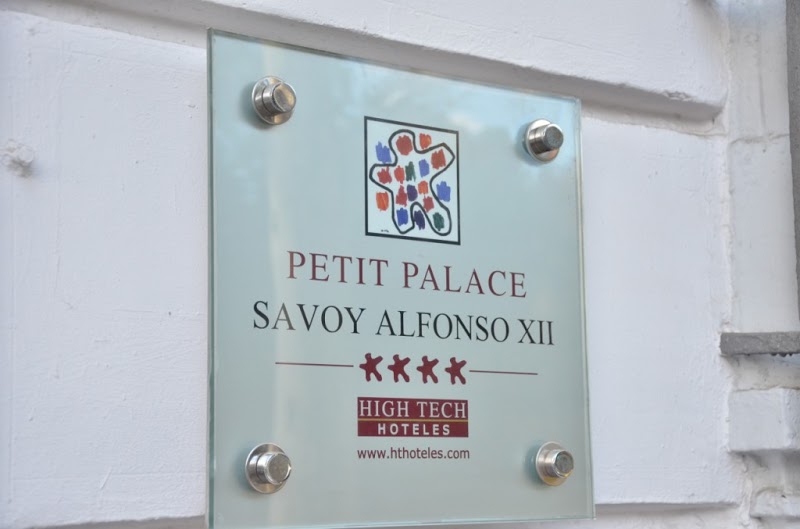 PETIT PALACE
SAVOY ALFONSO XII
HIGH TECH
HOTELES
www.hthoteles.com